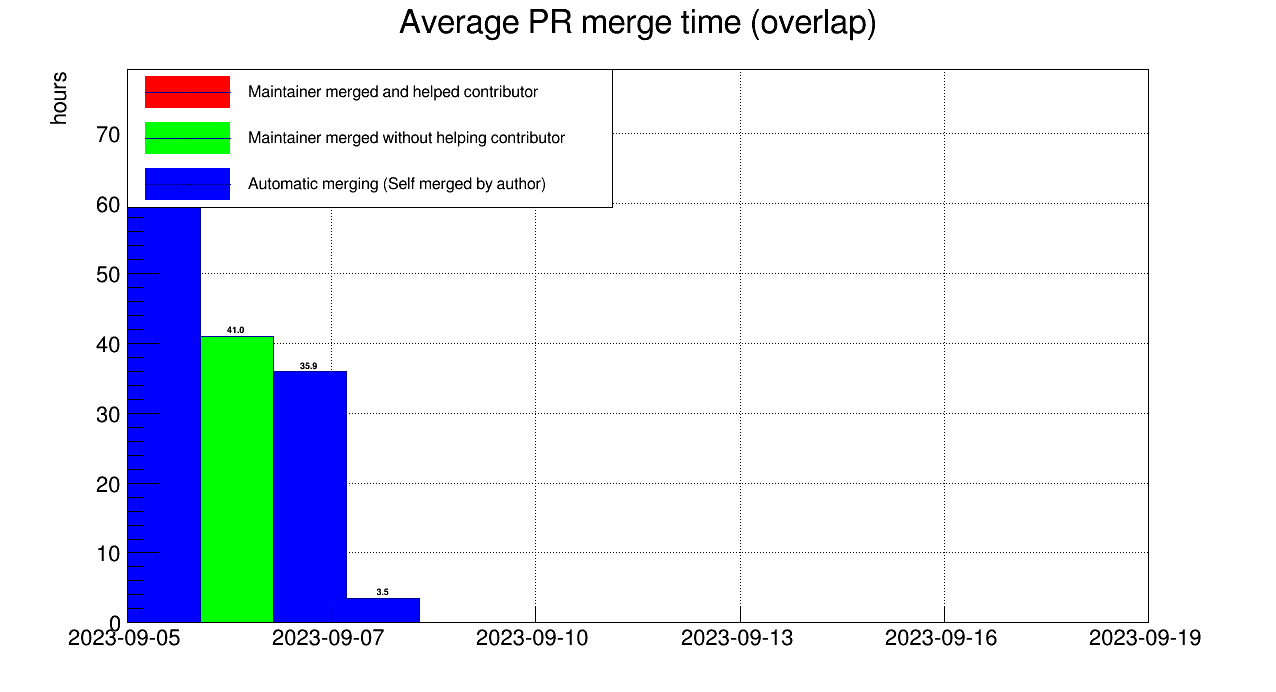 Average PR merge time (overlap)
hours
Maintainer merged and helped contributor
Maintainer merged without helping contributor
Automatic merging (Self merged by author)
70
60
50
40
30
20
10
0
41.0
35.9
3.5
2023-09-05 2023-09-07 2023-09-10 2023-09-13 2023-09-16 2023-09-19